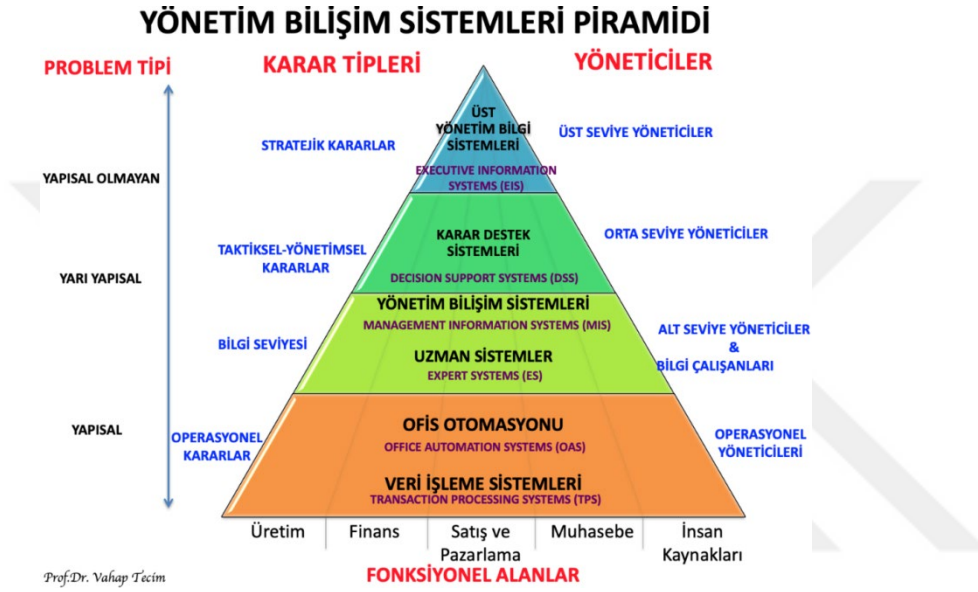 YÖNETİM BİLİŞİM SİSTEMLERİ PİRAMİDİ
PROBLEM TİPİ
KARAR TİPLERİ
YÖNETİCİLER
ÜST
YÖNETİM BİLGİ
SİSTEMLERİ
EXECUTIVE INFORMATION
SYSTEMS (EIS)
STRATEJİK KARARLAR
ÜST SEVİYE YÖNETİCİLER
YAPISAL OLMAYAN
KARAR DESTEK
SİSTEMLERİ
DECISION SUPPORT SYSTEMS (DSS)
TAKTİKSEL-YÖNETİMSEL
KARARLAR
ORTA SEVİYE YÖNETİCİLER
YARI YAPISAL
YÖNETİM BİLİŞİM SİSTEMLERİ
MANAGEMENT INFORMATION SYSTEMS (MIS)
UZMAN SİSTEMLER
EXPERT SYSTEMS (ES)
BİLGİ SEVİYESİ
ALT SEVİYE YÖNETİCİLER
&
BİLGİ ÇALIŞANLARI
YAPISAL
OPERASYONEL
KARARLAR
OFİS OTOMASYONU
OFFICE AUTOMATION SYSTEMS (OAS)
VERİ İŞLEME SİSTEMLERİ
TRANSACTION PROCESSING SYSTEMS (TPS)
OPERASYONEL
YÖNETİCİLERİ
Üretim
Finans
Satış ve
Pazarlama
Muhasebe
İnsan
Kaynakları
FONKSİYONEL ALANLAR
Prof.Dr. Vahap Tecim